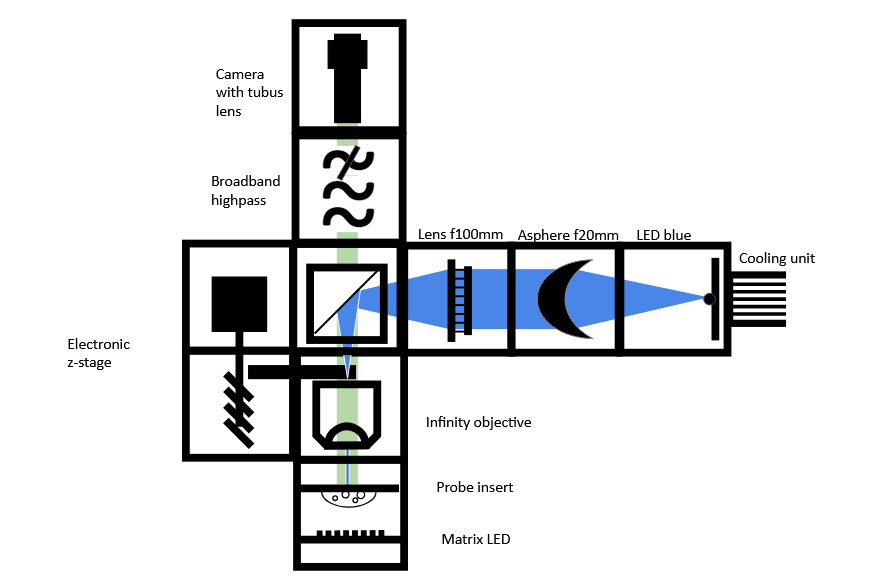 Camera
with tubus
lens
Broadband
highpass
Lens f100mm
Asphere f20mm
LED blue
Cooling unit
Electronic
z-stage
Infinity objective
Probe insert
Matrix LED